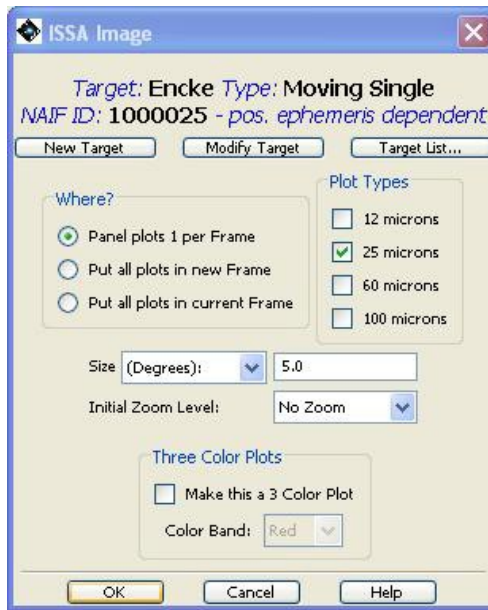 ISSA Image
Target: Encke Type: Moving Single
NAIF ID: 1000025 - pos. ephemeris dependent
New Target Modify Target Target List...
Where?
Panel plots 1 per Frame
Put all plots in new Frame
Put all plots in current Frame
Plot Types
12 microns
25 microns
60 microns
100 microns
Size (Degrees): 5.0
Initial Zoom Level: No Zoom
Three Color Plots
Make this a 3 Color Plot
Color Band: Red
OK Cancel Help